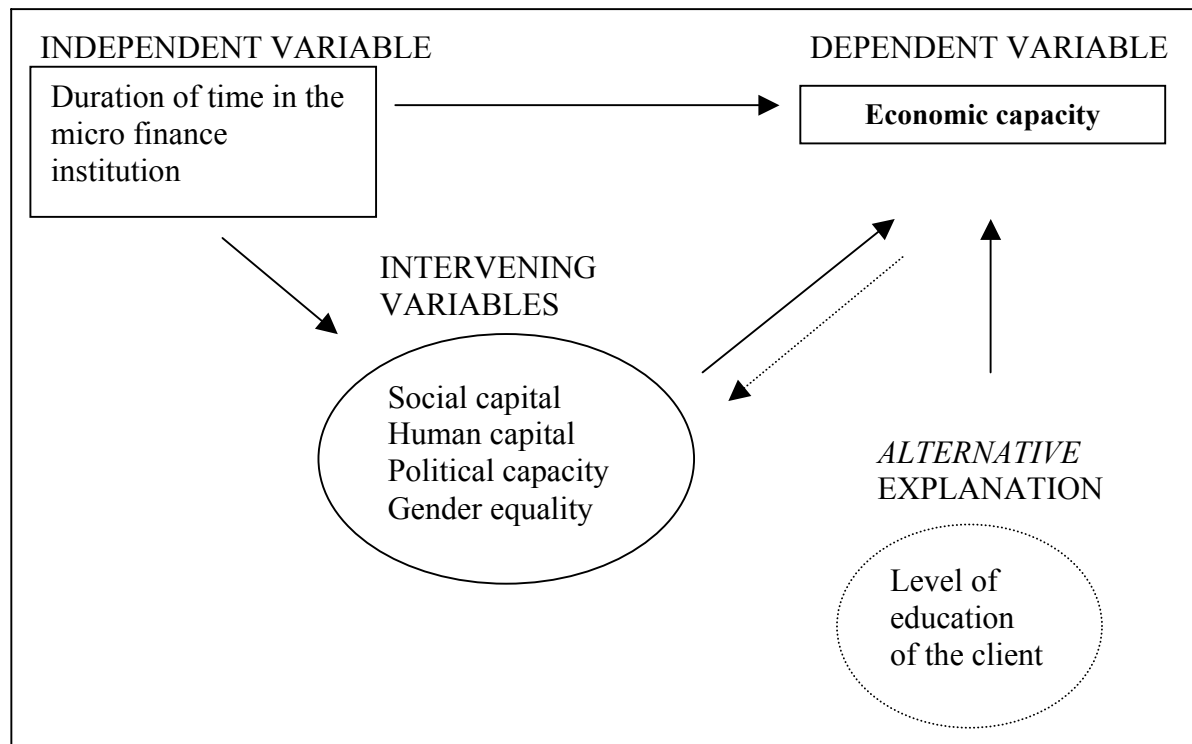 INDEPENDENT VARIABLE
Duration of time in the
micro finance
institution
DEPENDENT VARIABLE
Economic capacity
INTERVENING
VARIABLES
Social capital
Human capital
Political capacity
Gender equality
ALTERNATIVE
EXPLANATION
Level of
education
of the client